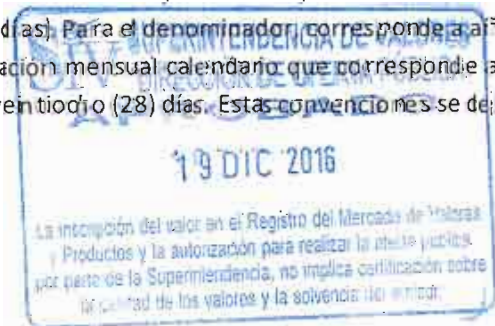 días). Para el denominador, corresponde a
SUPERINTENDENCIA DE VALORES
ación mensual calendario que corresponde a
DIRECCIÓN DE OFERTA PÚBLICA
veintiocho (28) días. Estas convenciones se de
19 DIC 2016
La inscripción del valor en el Registro del Mercado de Valores
y Productos y la autorización para realizar la oferta pública
por parte de la Superintendencia, no implica certificación sobre
la calidad de los valores y la solvencia del emisor.